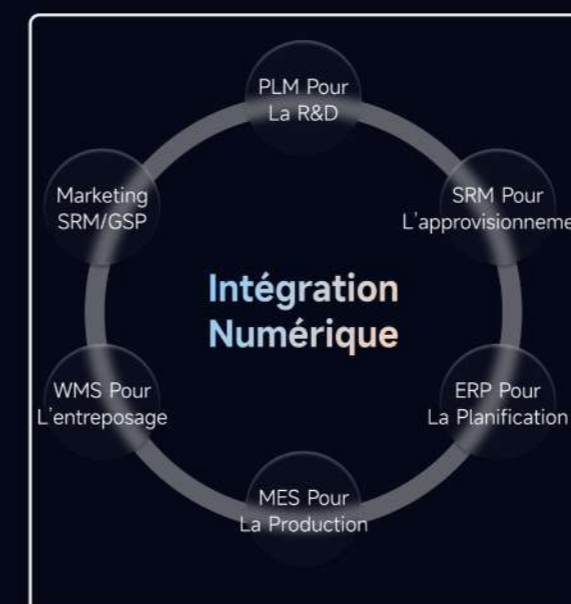 PLM Pour
La R&D
Marketing
SRM/GSP
SRM Pour
L'approvisionneme
Intégration
Numérique
WMS Pour
L'entreposage
ERP Pour
La Planification
MES Pour
La Production